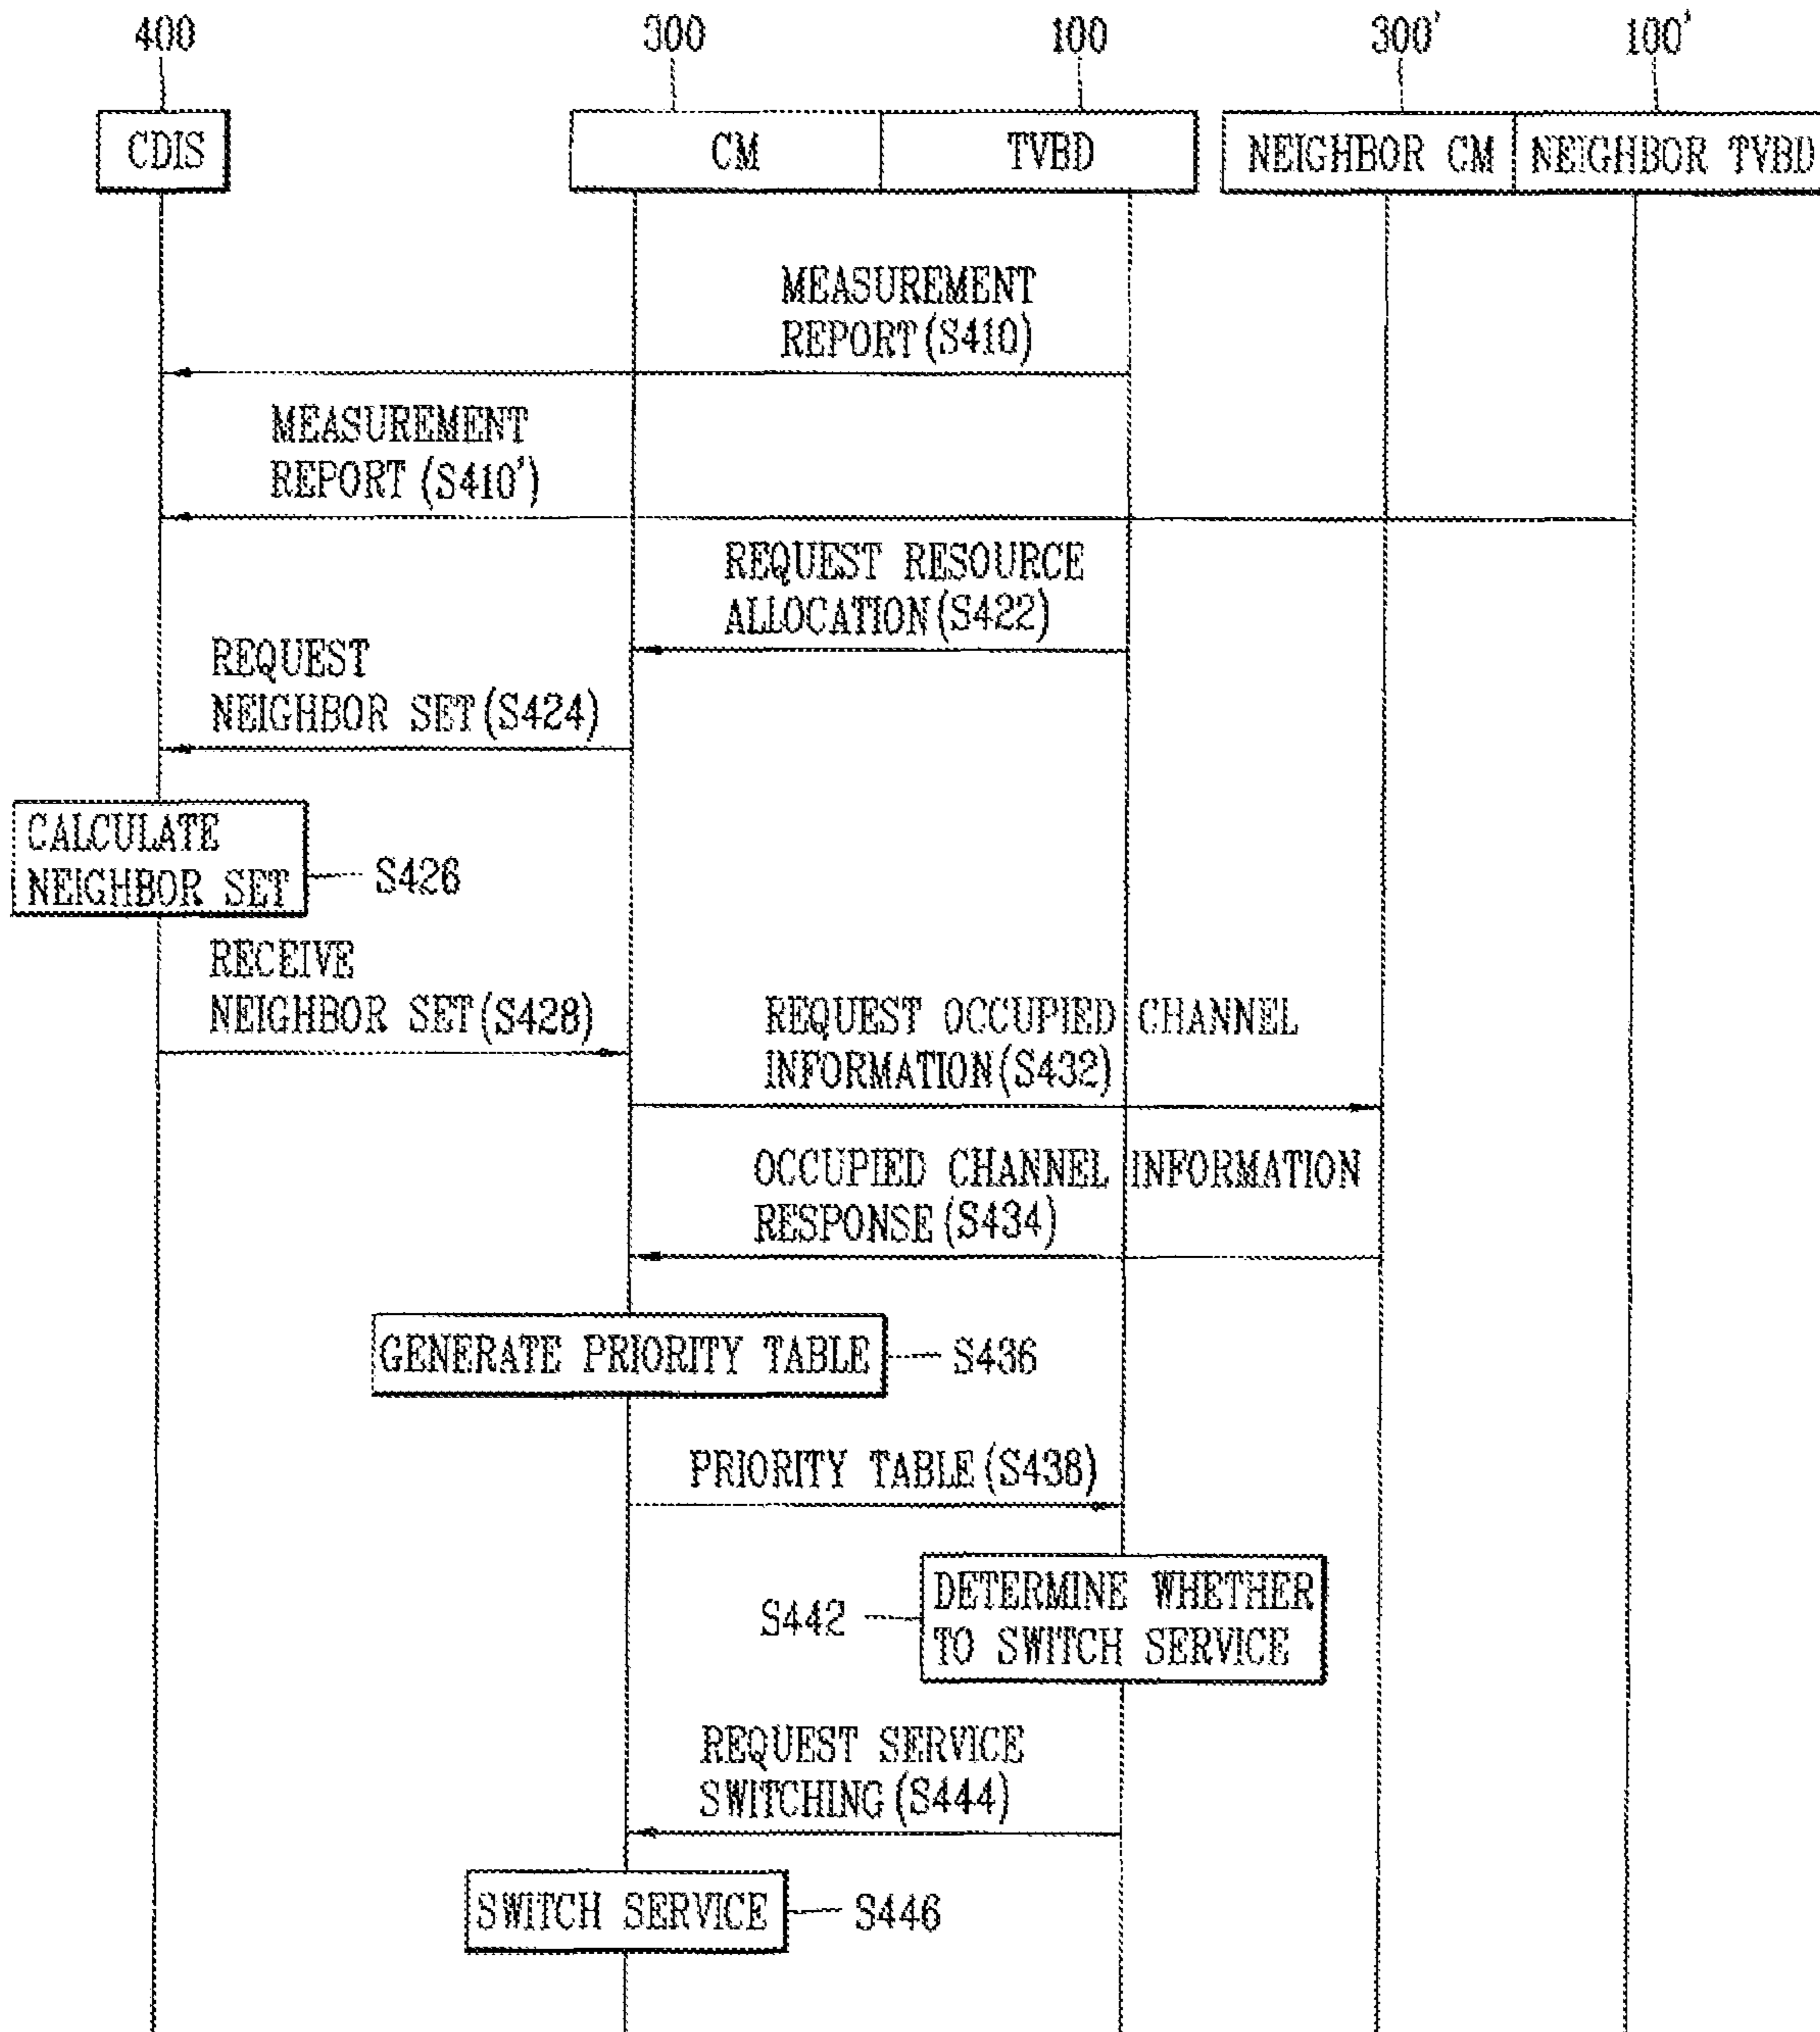 400
300
100
300'
100'
CDIS
CM
TVBD
NEIGHBOR CM
NEIGHBOR TVBD
MEASUREMENT
REPORT (S410)
MEASUREMENT
REPORT (S410')
REQUEST RESOURCE
ALLOCATION (S422)
REQUEST
NEIGHBOR SET (S424)
CALCULATE
NEIGHBOR SET
S426
RECEIVE
NEIGHBOR SET (S428)
REQUEST OCCUPIED CHANNEL
INFORMATION (S432)
OCCUPIED CHANNEL INFORMATION
RESPONSE (S434)
GENERATE PRIORITY TABLE
S436
PRIORITY TABLE (S438)
S442
DETERMINE WHETHER
TO SWITCH SERVICE
REQUEST SERVICE
SWITCHING (S444)
SWITCH SERVICE
S446